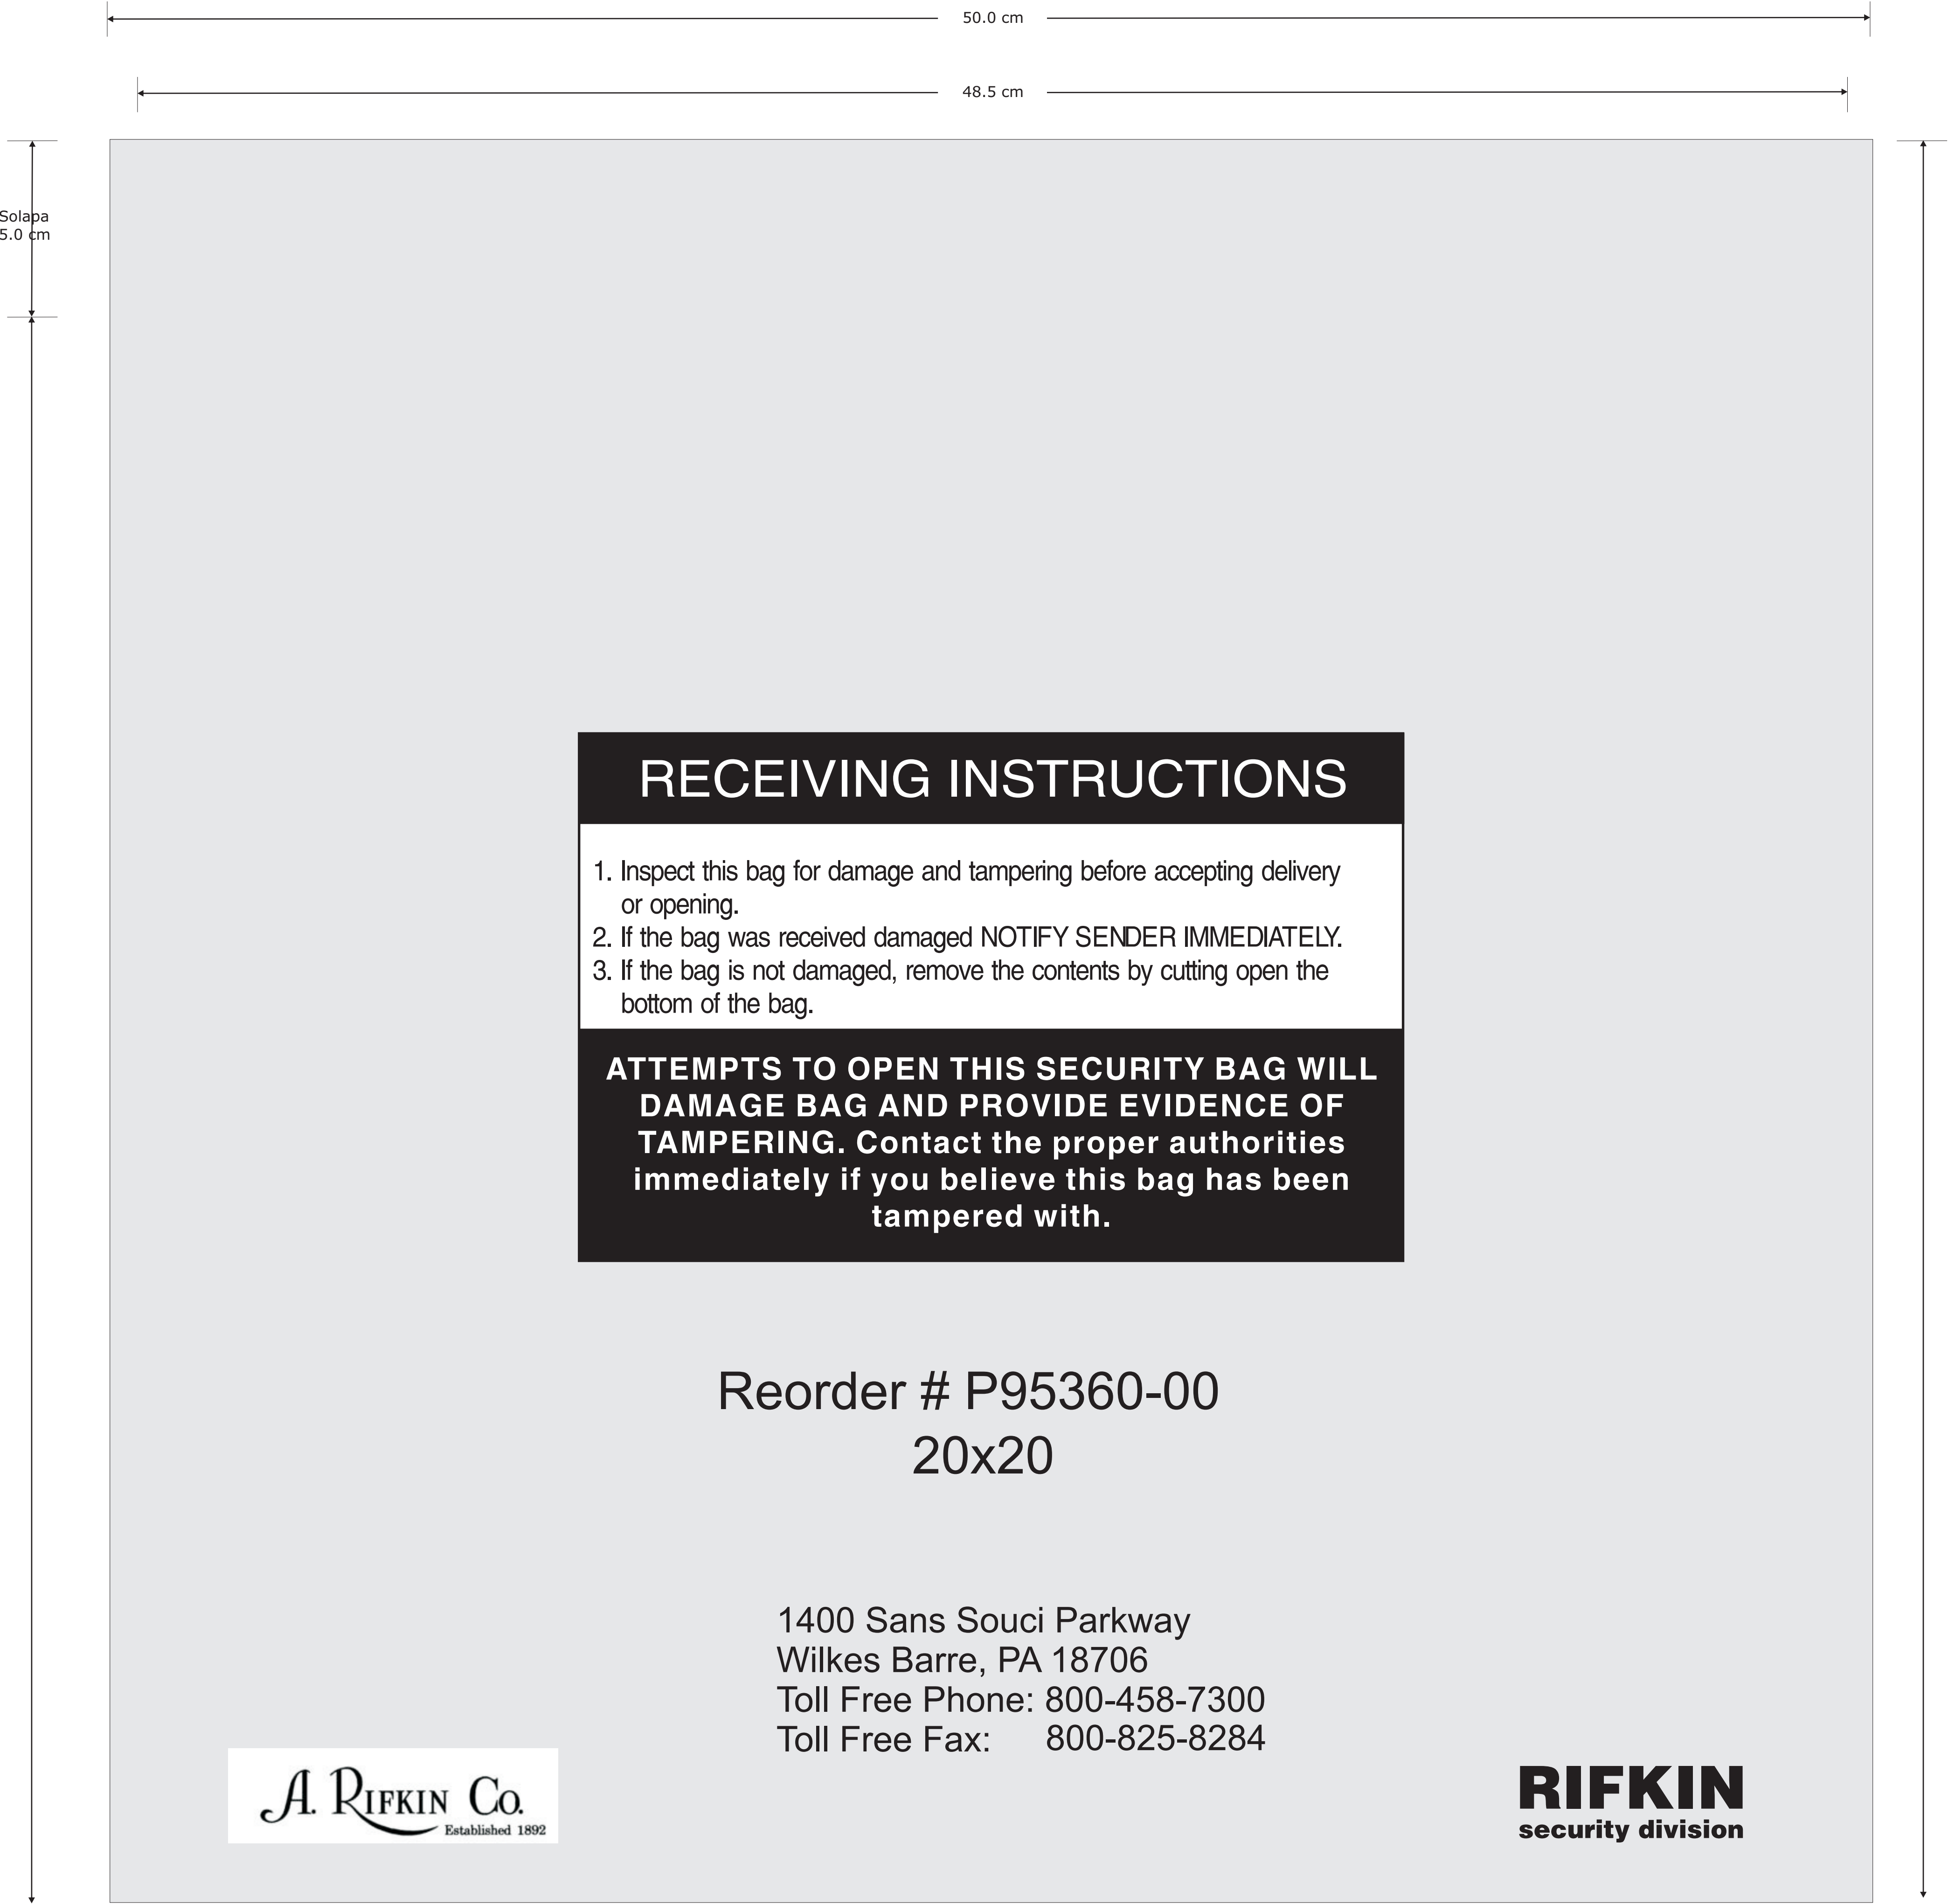 50.0 cm
48.5 cm
Solapa
5.0 cm
RECEIVING INSTRUCTIONS
1. Inspect this bag for damage and tampering before accepting delivery
or opening.
2. If the bag was received damaged NOTIFY SENDER IMMEDIATELY.
3. If the bag is not damaged, remove the contents by cutting open the
bottom of the bag.
ATTEMPTS TO OPEN THIS SECURITY BAG WILL
DAMAGE BAG AND PROVIDE EVIDENCE OF
TAMPERING. Contact the proper authorities
immediately if you believe this bag has been
tampered with.
Reorder # P95360-00
20x20
1400 Sans Souci Parkway
Wilkes Barre, PA 18706
Toll Free Phone: 800-458-7300
Toll Free Fax: 800-825-8284
A. RIFKIN CO.
Established 1892
RIFKIN
security division